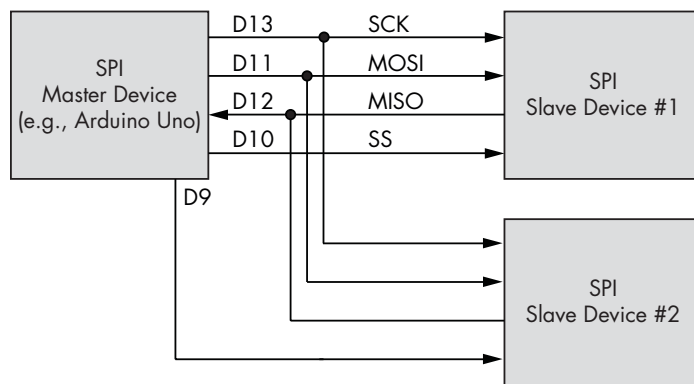 SPI
Master Device
(e.g., Arduino Uno)
D13 SCK
D11 MOSI
D12 MISO
D10 SS
D9
SPI
Slave Device #1
SPI
Slave Device #2